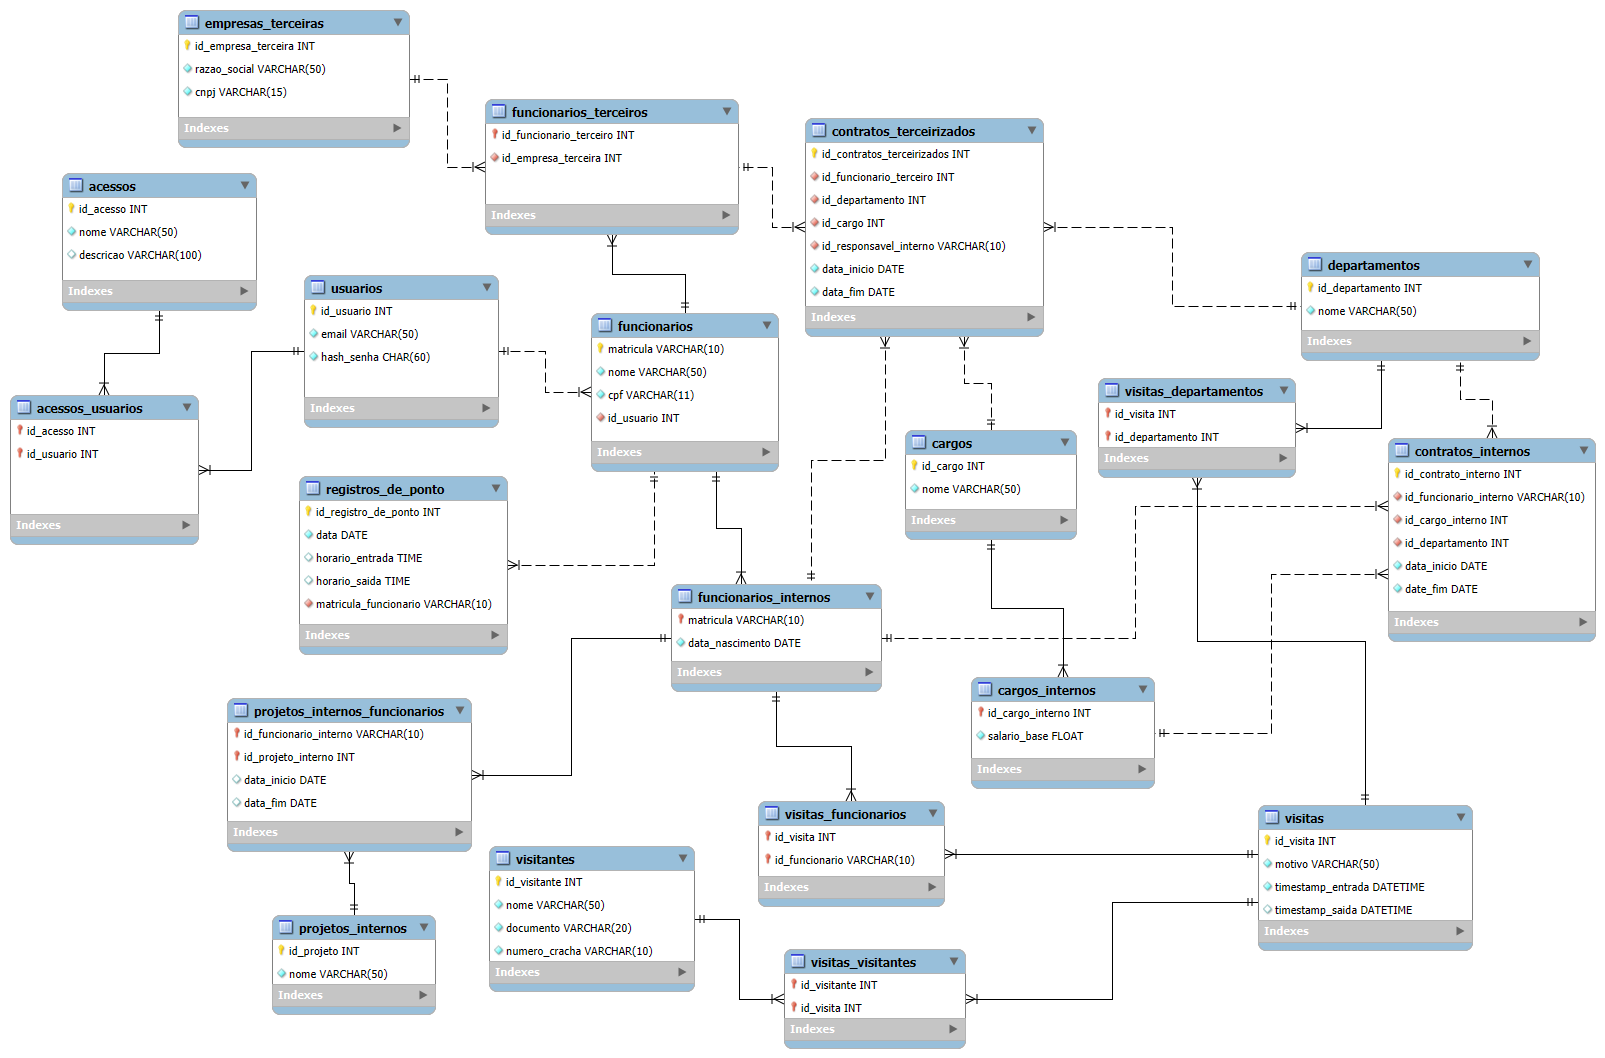 empresas_terceiras
id_empresa_terceira INT
razao_social VARCHAR(50)
cnpj VARCHAR(15)
Indexes
funcionarios_terceiros
id_funcionario_terceiro INT
id_empresa_terceira INT
Indexes
contratos_terceirizados
id_contratos_terceirizados INT
id_funcionario_terceiro INT
id_departamento INT
id_cargo INT
id_responsavel_interno VARCHAR(10)
data_inicio DATE
data_fim DATE
Indexes
acessos
id_acesso INT
nome VARCHAR(50)
descricao VARCHAR(100)
Indexes
usuarios
id_usuario INT
email VARCHAR(50)
hash_senha CHAR(60)
Indexes
funcionarios
matricula VARCHAR(10)
nome VARCHAR(50)
cpf VARCHAR(11)
id_usuario INT
Indexes
departamentos
id_departamento INT
nome VARCHAR(50)
Indexes
acessos_usuarios
id_acesso INT
id_usuario INT
Indexes
visitas_departamentos
id_visita INT
id_departamento INT
Indexes
cargos
id_cargo INT
nome VARCHAR(50)
Indexes
contratos_internos
id_contrato_interno INT
id_funcionario_interno VARCHAR(10)
id_cargo_interno INT
id_departamento INT
data_inicio DATE
date_fim DATE
Indexes
registros_de_ponto
id_registro_de_ponto INT
data DATE
horario_entrada TIME
horario_saida TIME
matricula_funcionario VARCHAR(10)
Indexes
funcionarios_internos
matricula VARCHAR(10)
data_nascimento DATE
Indexes
cargos_internos
id_cargo_interno INT
salario_base FLOAT
Indexes
projetos_internos_funcionarios
id_funcionario_interno VARCHAR(10)
id_projeto_interno INT
data_inicio DATE
data_fim DATE
Indexes
visitas_funcionarios
id_visita INT
id_funcionario VARCHAR(10)
Indexes
visitas
id_visita INT
motivo VARCHAR(50)
timestamp_entrada DATETIME
timestamp_saida DATETIME
Indexes
visitantes
id_visitante INT
nome VARCHAR(50)
documento VARCHAR(20)
numero_cracha VARCHAR(10)
Indexes
projetos_internos
id_projeto INT
nome VARCHAR(50)
Indexes
visitas_visitantes
id_visitante INT
id_visita INT
Indexes